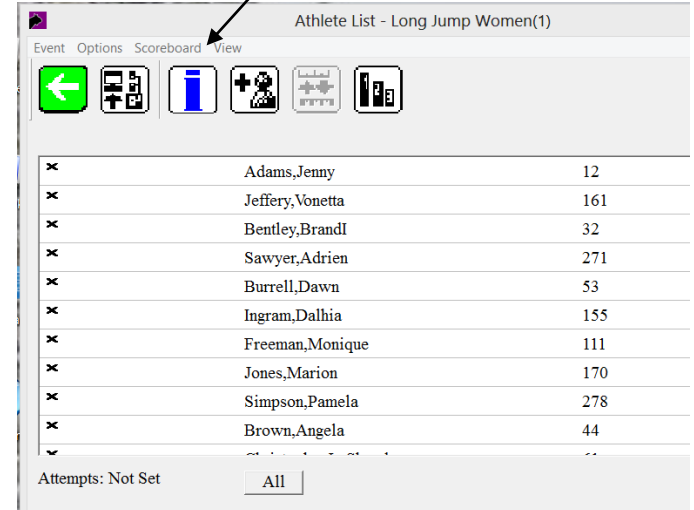 Athlete List - Long Jump Women(1)
Event Options Scoreboard View
Adams,Jenny 12
Jeffery,Vonetta 161
Bentley,BrandI 32
Sawyer,Adrien 271
Burrell,Dawn 53
Ingram,Dalhia 155
Freeman,Monique 111
Jones,Marion 170
Simpson,Pamela 278
Brown,Angela 44
Attempts: Not Set All